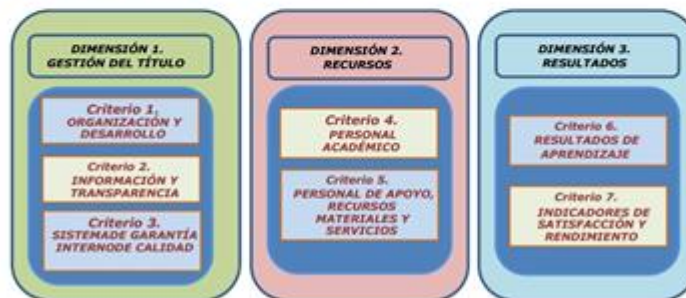 DIMENSIÓN 1.
GESTIÓN DEL TÍTULO
Criterio 1,
ORGANIZACIÓN Y
DESARROLLO
Criterio 2.
INFORMACIÓN Y
TRANSPARENCIA
Criterio 3.
SISTEMADE GARANTÍA
INTERNODE CALIDAD
DIMENSIÓN 2.
RECURSOS
Criterio 4.
PERSONAL
ACADÉMICO
Criterio 5.
PERSONAL DE APOYO,
RECURSOS
MATERIALES Y
SERVICIOS
DIMENSIÓN 3.
RESULTADOS
Criterio 6.
RESULTADOS DE
APRENDIZAJE
Criterio 7.
INDICADORES DE
SATISFACCIÓN Y
RENDIMIENTO